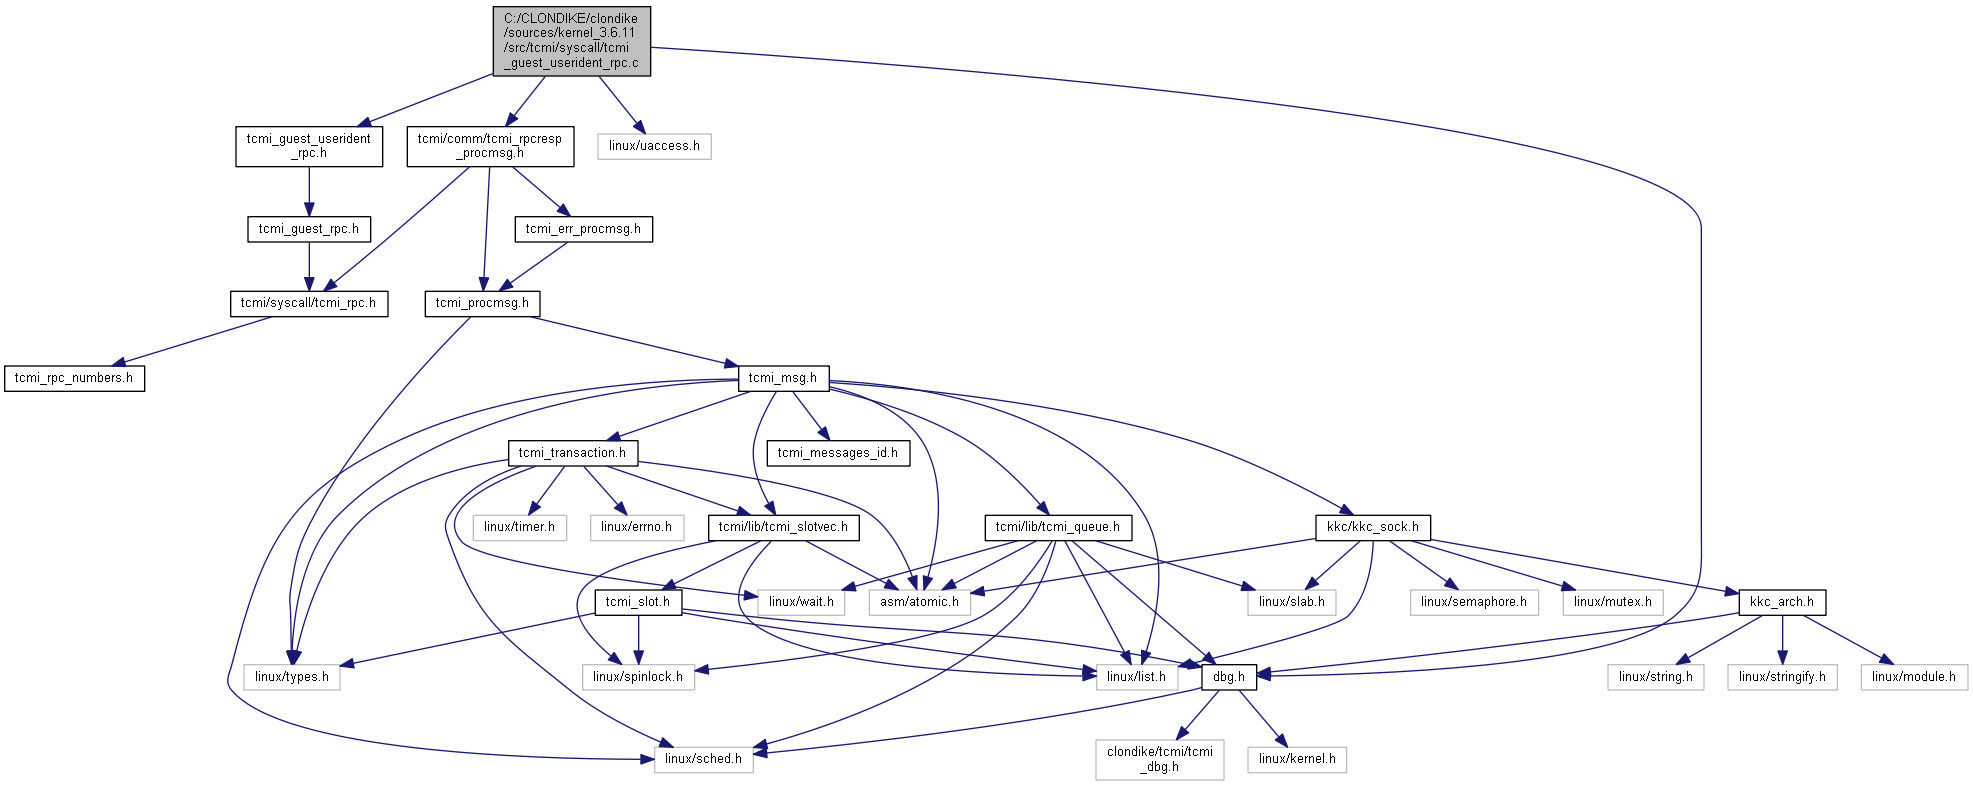 C:/CLONDIKE/clondike
/sources/kernel_3.6.11
/src/tcmi/syscall/tcmi
_guest_userident_rpc.c
tcmi_guest_userident
_rpc.h
tcmi/comm/tcmi_rpcresp
_procmsg.h
linux/uaccess.h
tcmi_guest_rpc.h
tcmi_err_procmsg.h
tcmi/syscall/tcmi_rpc.h
tcmi_procmsg.h
tcmi_rpc_numbers.h
tcmi_msg.h
tcmi_transaction.h
tcmi_messages_id.h
linux/timer.h
linux/errno.h
tcmi/lib/tcmi_slotvec.h
tcmi/lib/tcmi_queue.h
kkc/kkc_sock.h
tcmi_slot.h
linux/wait.h
asm/atomic.h
linux/slab.h
linux/semaphore.h
linux/mutex.h
kkc_arch.h
linux/types.h
linux/spinlock.h
linux/list.h
dbg.h
linux/string.h
linux/stringify.h
linux/module.h
linux/sched.h
clondike/tcmi/tcmi
_dbg.h
linux/kernel.h